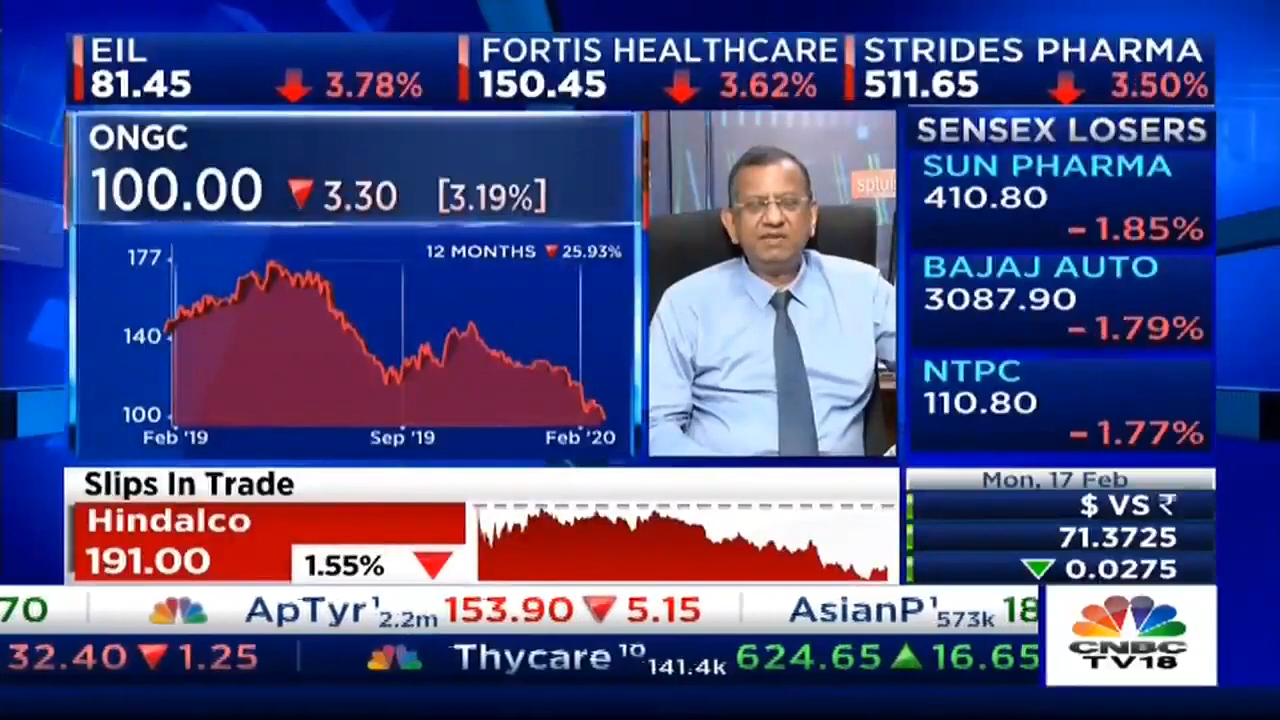 EIL
81.45 3.78%
FORTIS HEALTHCARE
150.45 3.62%
STRIDES PHARMA
511.65 3.50%
ONGC
100.00 ▼ 3.30 [3.19%]
12 MONTHS ▼ 25.93%
177
140
100
Feb '19 Sep '19 Feb '20
SENSEX LOSERS
SUN PHARMA
410.80
-1.85%
BAJAJ AUTO
3087.90
-1.79%
NTPC
110.80
-1.77%
Slips In Trade
Hindalco
191.00 1.55% ▼
Mon, 17 Feb
$ VS ₹
71.3725
▽ 0.0275
70 ApTyr¹ 2.2m 153.90 ▼ 5.15 AsianP¹ 573k 18
32.40 ▼ 1.25 Thycare¹⁰ 141.4k 624.65 ▲ 16.65
CNBC
TV18